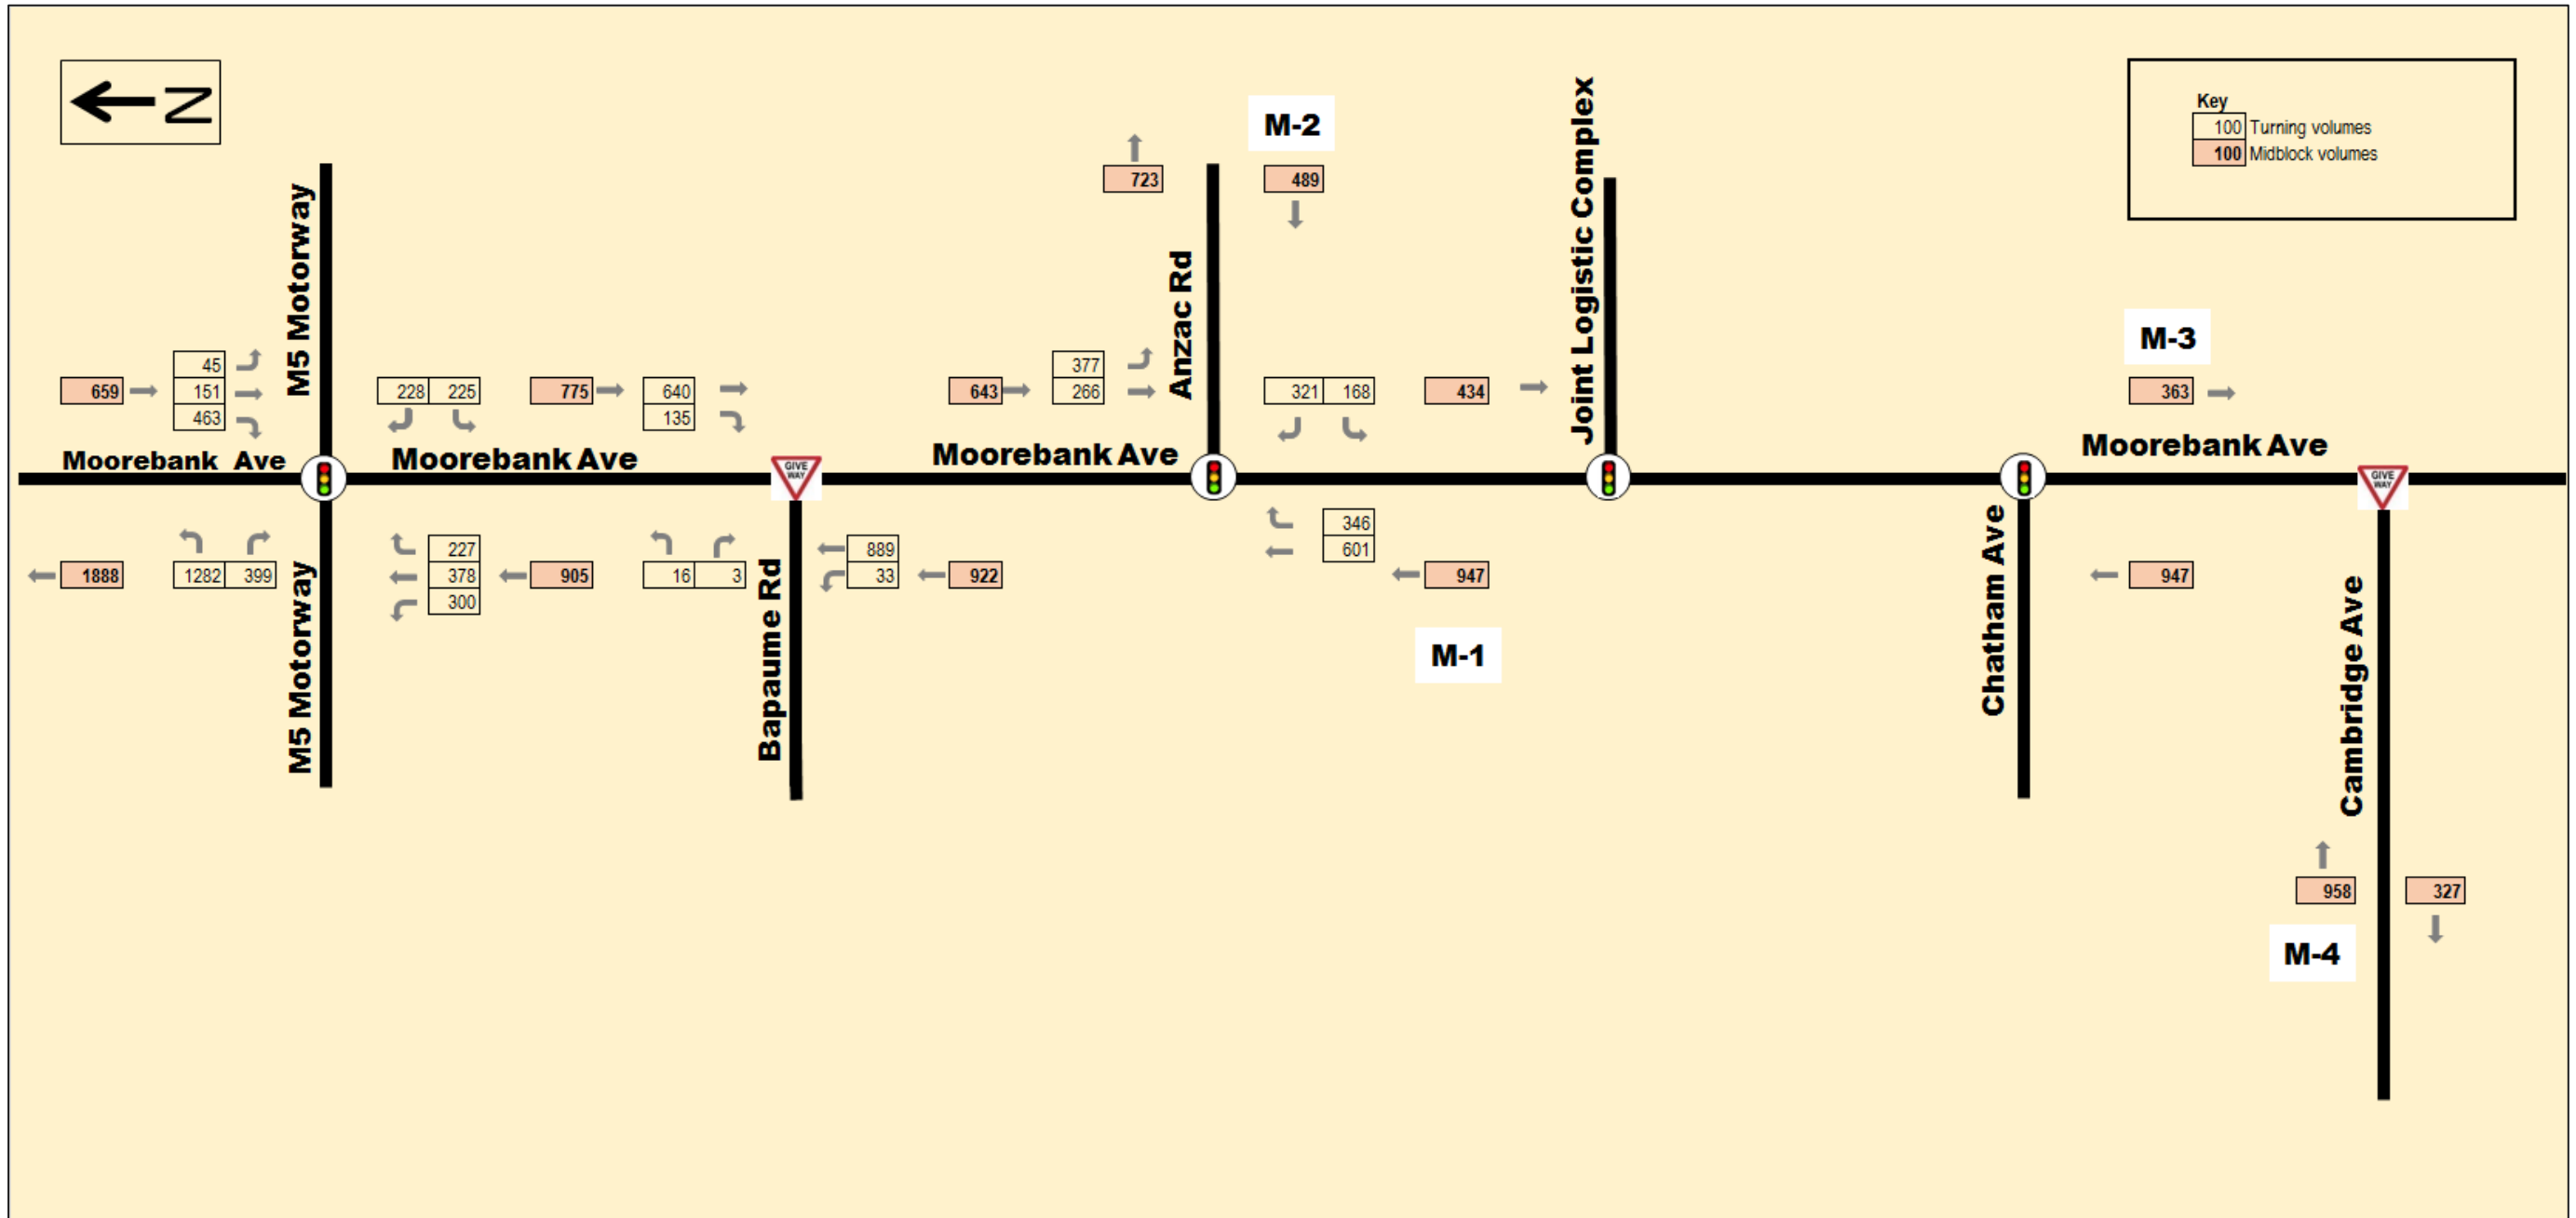 N
Key
100 Turning volumes
100 Midblock volumes
M-2
723
489
M5 Motorway
Anzac Rd
Joint Logistic Complex
M-3
45
659
151
463
228 225
775
640
135
643
377
266
321 168
434
363
Moorebank Ave
Moorebank Ave
Moorebank Ave
Moorebank Ave
GIVE
WAY
GIVE
WAY
1888
1282 399
227
378
300
905
16 3
889
33
922
346
601
947
947
M5 Motorway
Bapaume Rd
M-1
Chatham Ave
Cambridge Ave
958
327
M-4